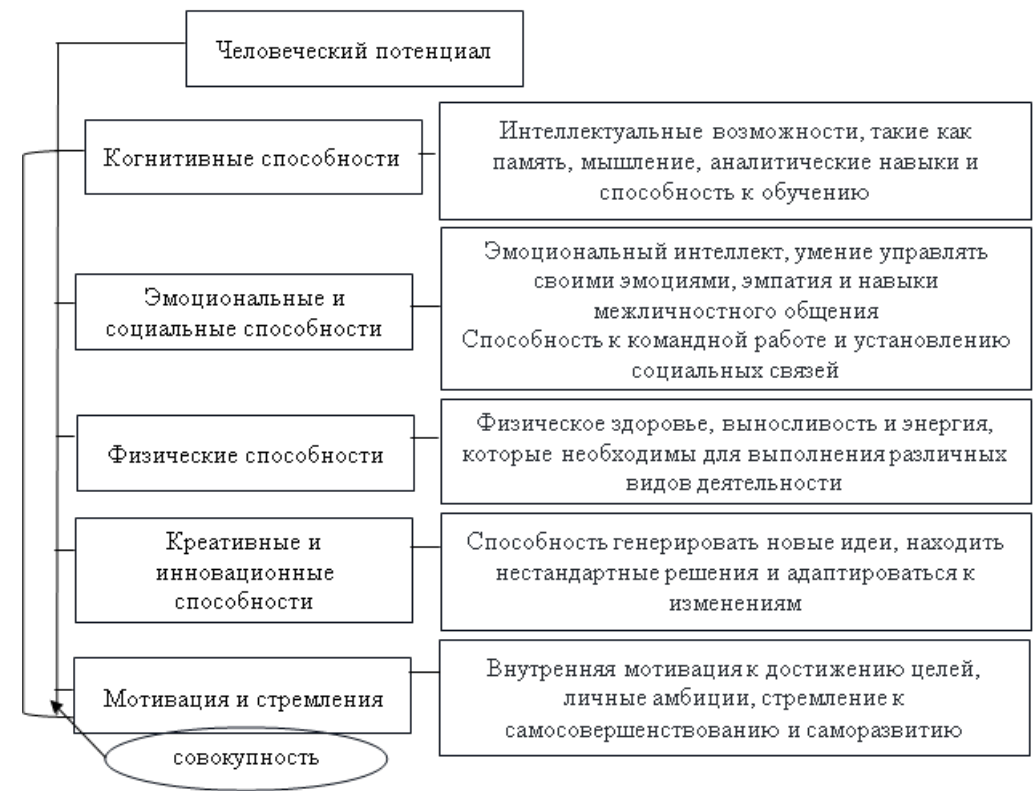 Человеческий потенциал
Когнитивные способности
Интеллектуальные возможности, такие как
память, мышление, аналитические навыки и
способность к обучению
Эмоциональные и
социальные способности
Эмоциональный интеллект, умение управлять
своими эмоциями, эмпатия и навыки
межличностного общения
Способность к командной работе и установлению
социальных связей
Физические способности
Физическое здоровье, выносливость и энергия,
которые необходимы для выполнения различных
видов деятельности
Креативные и
инновационные
способности
Способность генерировать новые идеи, находить
нестандартные решения и адаптироваться к
изменениям
Мотивация и стремления
Внутренняя мотивация к достижению целей,
личные амбиции, стремление к
самосовершенствованию и саморазвитию
совокупность